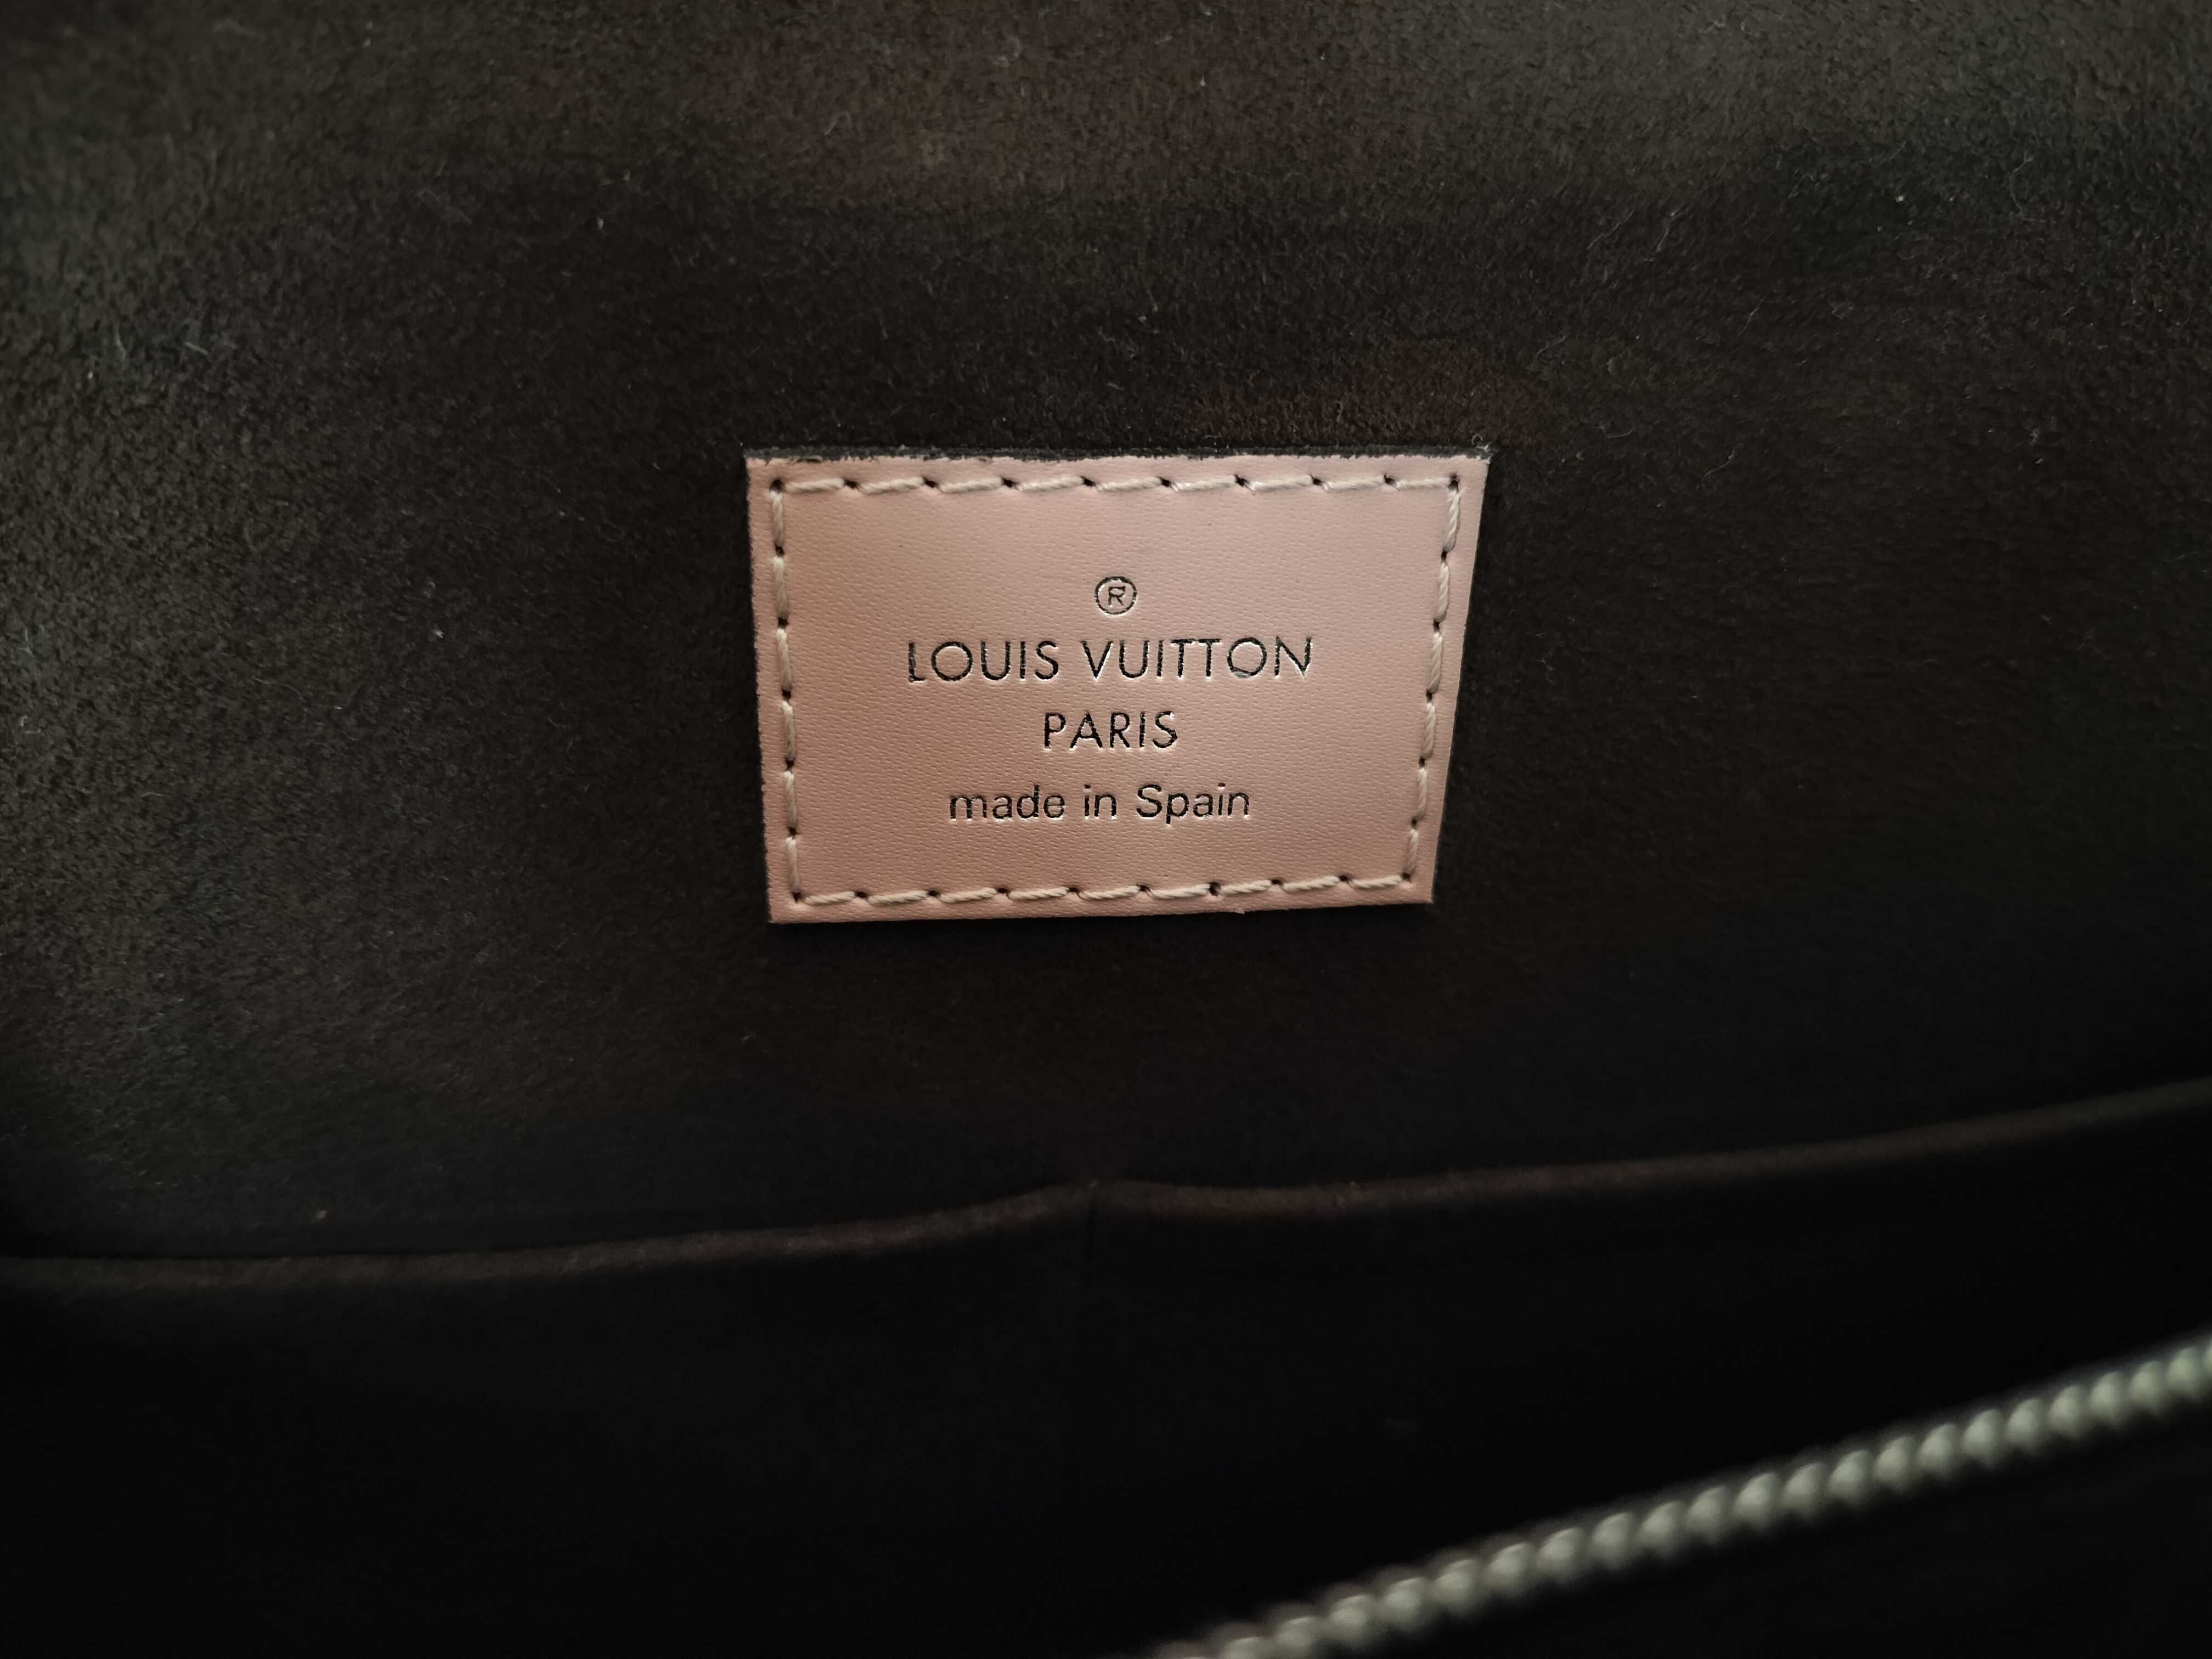 ®
LOUIS VUITTON
PARIS
made in Spain